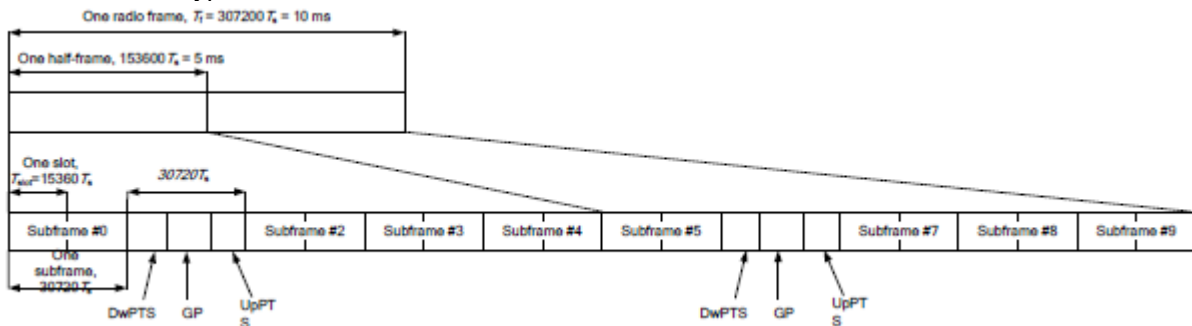 One radio frame, Tf = 307200 Ts = 10 ms
One half-frame, 153600 Ts = 5 ms
One slot,
Tslot=15360 Ts
30720Ts
Subframe #0
Subframe #2
Subframe #3
Subframe #4
Subframe #5
Subframe #7
Subframe #8
Subframe #9
One
subframe,
30720 Ts
DwPTS
GP
UpPT
S
DwPTS
GP
UpPT
S